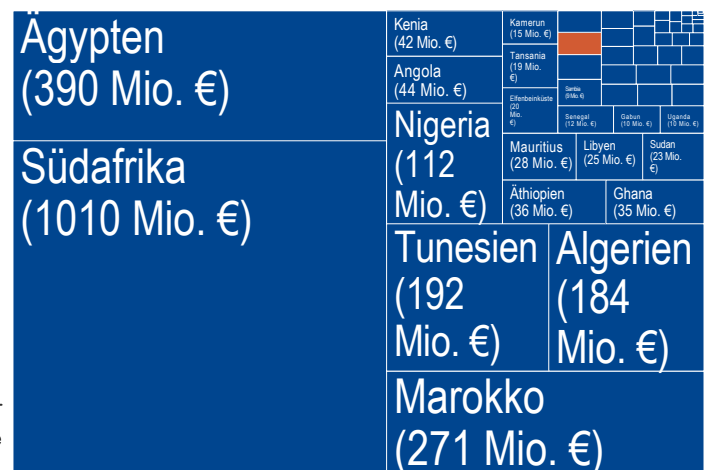 Ägypten
(390 Mio. €)
Südafrika
(1010 Mio. €)
Kenia
(42 Mio. €)
Angola
(44 Mio. €)
Nigeria
(112
Mio. €)
Kamerun
(15 Mio. €)
Tansania
(19 Mio.
€)
Elfenbeinküste
(20
Mio.
€)
Sambia
(9 Mio. €)
Senegal
(12 Mio. €)
Gabun
(10 Mio. €)
Uganda
(10 Mio. €)
Mauritius
(28 Mio. €)
Libyen
(25 Mio. €)
Sudan
(23 Mio.
€)
Äthiopien
(36 Mio. €)
Ghana
(35 Mio. €)
Tunesien
(192
Mio. €)
Algerien
(184
Mio. €)
Marokko
(271 Mio. €)